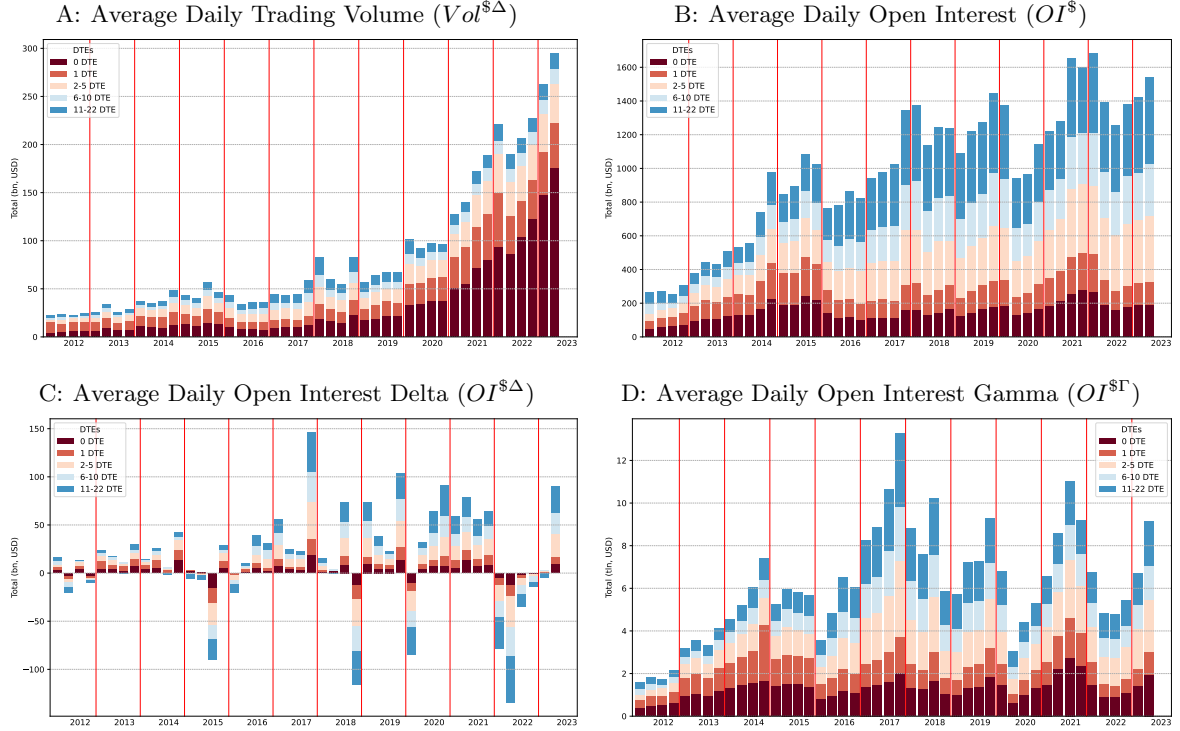 A: Average Daily Trading Volume (Vol$Δ)
DTEs
0 DTE
1 DTE
2-5 DTE
6-10 DTE
11-22 DTE
Total (bn, USD)
300
250
200
150
100
50
0
2012 2013 2014 2015 2016 2017 2018 2019 2020 2021 2022 2023
B: Average Daily Open Interest (OI$)
DTEs
0 DTE
1 DTE
2-5 DTE
6-10 DTE
11-22 DTE
Total (bn, USD)
1600
1400
1200
1000
800
600
400
200
0
2012 2013 2014 2015 2016 2017 2018 2019 2020 2021 2022 2023
C: Average Daily Open Interest Delta (OI$Δ)
DTEs
0 DTE
1 DTE
2-5 DTE
6-10 DTE
11-22 DTE
Total (bn, USD)
150
100
50
0
−50
−100
2012 2013 2014 2015 2016 2017 2018 2019 2020 2021 2022 2023
D: Average Daily Open Interest Gamma (OI$Γ)
DTEs
0 DTE
1 DTE
2-5 DTE
6-10 DTE
11-22 DTE
Total (tln, USD)
12
10
8
6
4
2
0
2012 2013 2014 2015 2016 2017 2018 2019 2020 2021 2022 2023